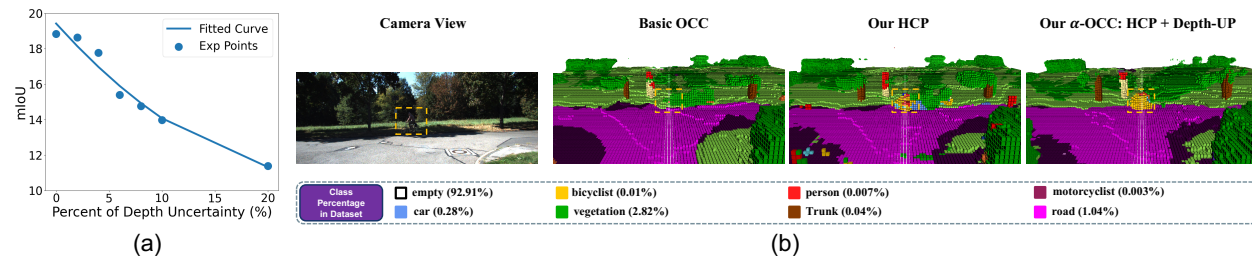 Fitted Curve
Exp Points
mIoU
20
18
16
14
12
10
0
5
10
15
20
Percent of Depth Uncertainty (%)
(a)
Camera View
Basic OCC
Our HCP
Our α-OCC: HCP + Depth-UP
Class
Percentage
in Dataset
empty (92.91%)
bicyclist (0.01%)
person (0.007%)
motorcyclist (0.003%)
car (0.28%)
vegetation (2.82%)
Trunk (0.04%)
road (1.04%)
(b)